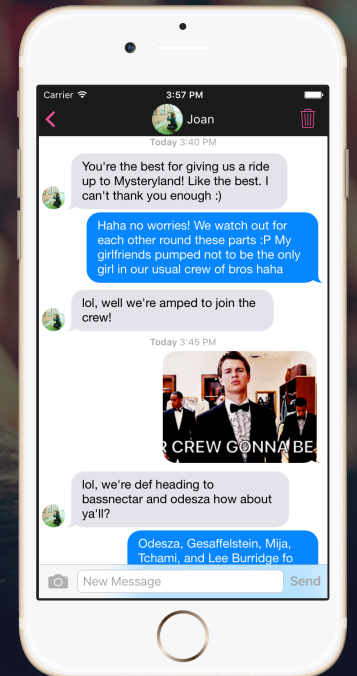 Carrier 3:57 PM
Joan
Today 3:40 PM
You're the best for giving us a ride
up to Mysteryland! Like the best. I
can't thank you enough :)
Haha no worries! We watch out for
each other round these parts :P My
girlfriends pumped not to be the only
girl in our usual crew of bros haha
lol, well we're amped to join the
crew!
Today 3:45 PM
R CREW GONNA BE
lol, we're def heading to
bassnectar and odesza how about
ya'll?
Odesza, Gesaffelstein, Mija,
Tchami, and Lee Burridge fo
New Message Send